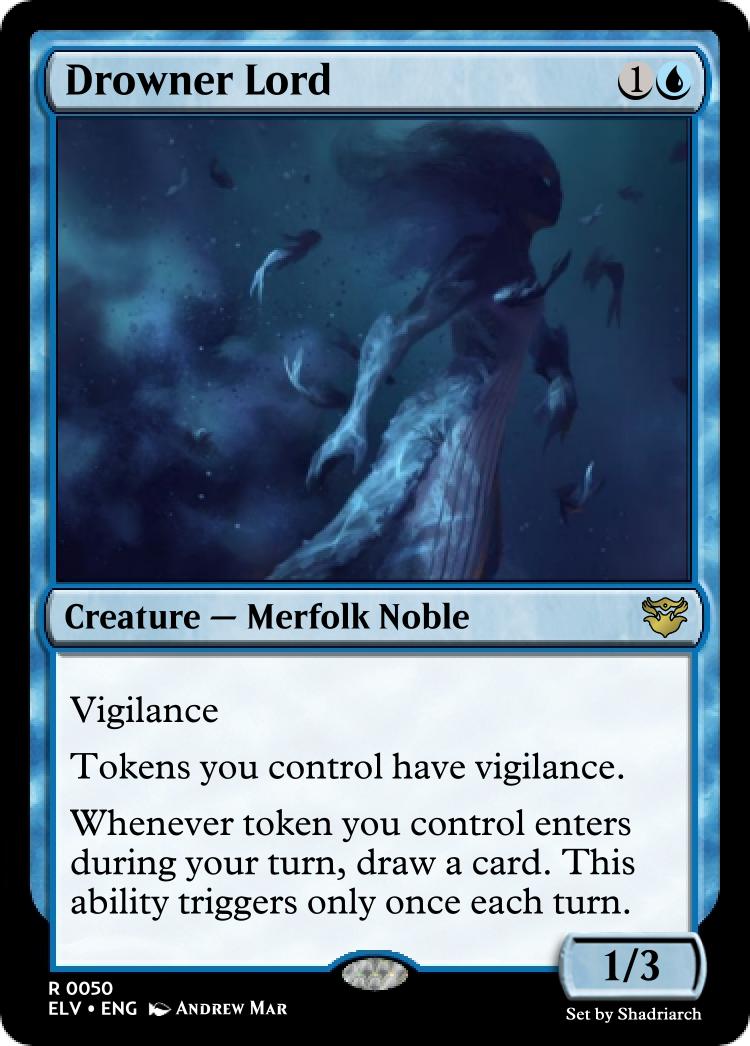 Drowner Lord 1
Creature — Merfolk Noble
Vigilance
Tokens you control have vigilance.
Whenever token you control enters
during your turn, draw a card. This
ability triggers only once each turn.
1/3
R 0050
ELV • ENG Andrew Mar
Set by Shadriarch